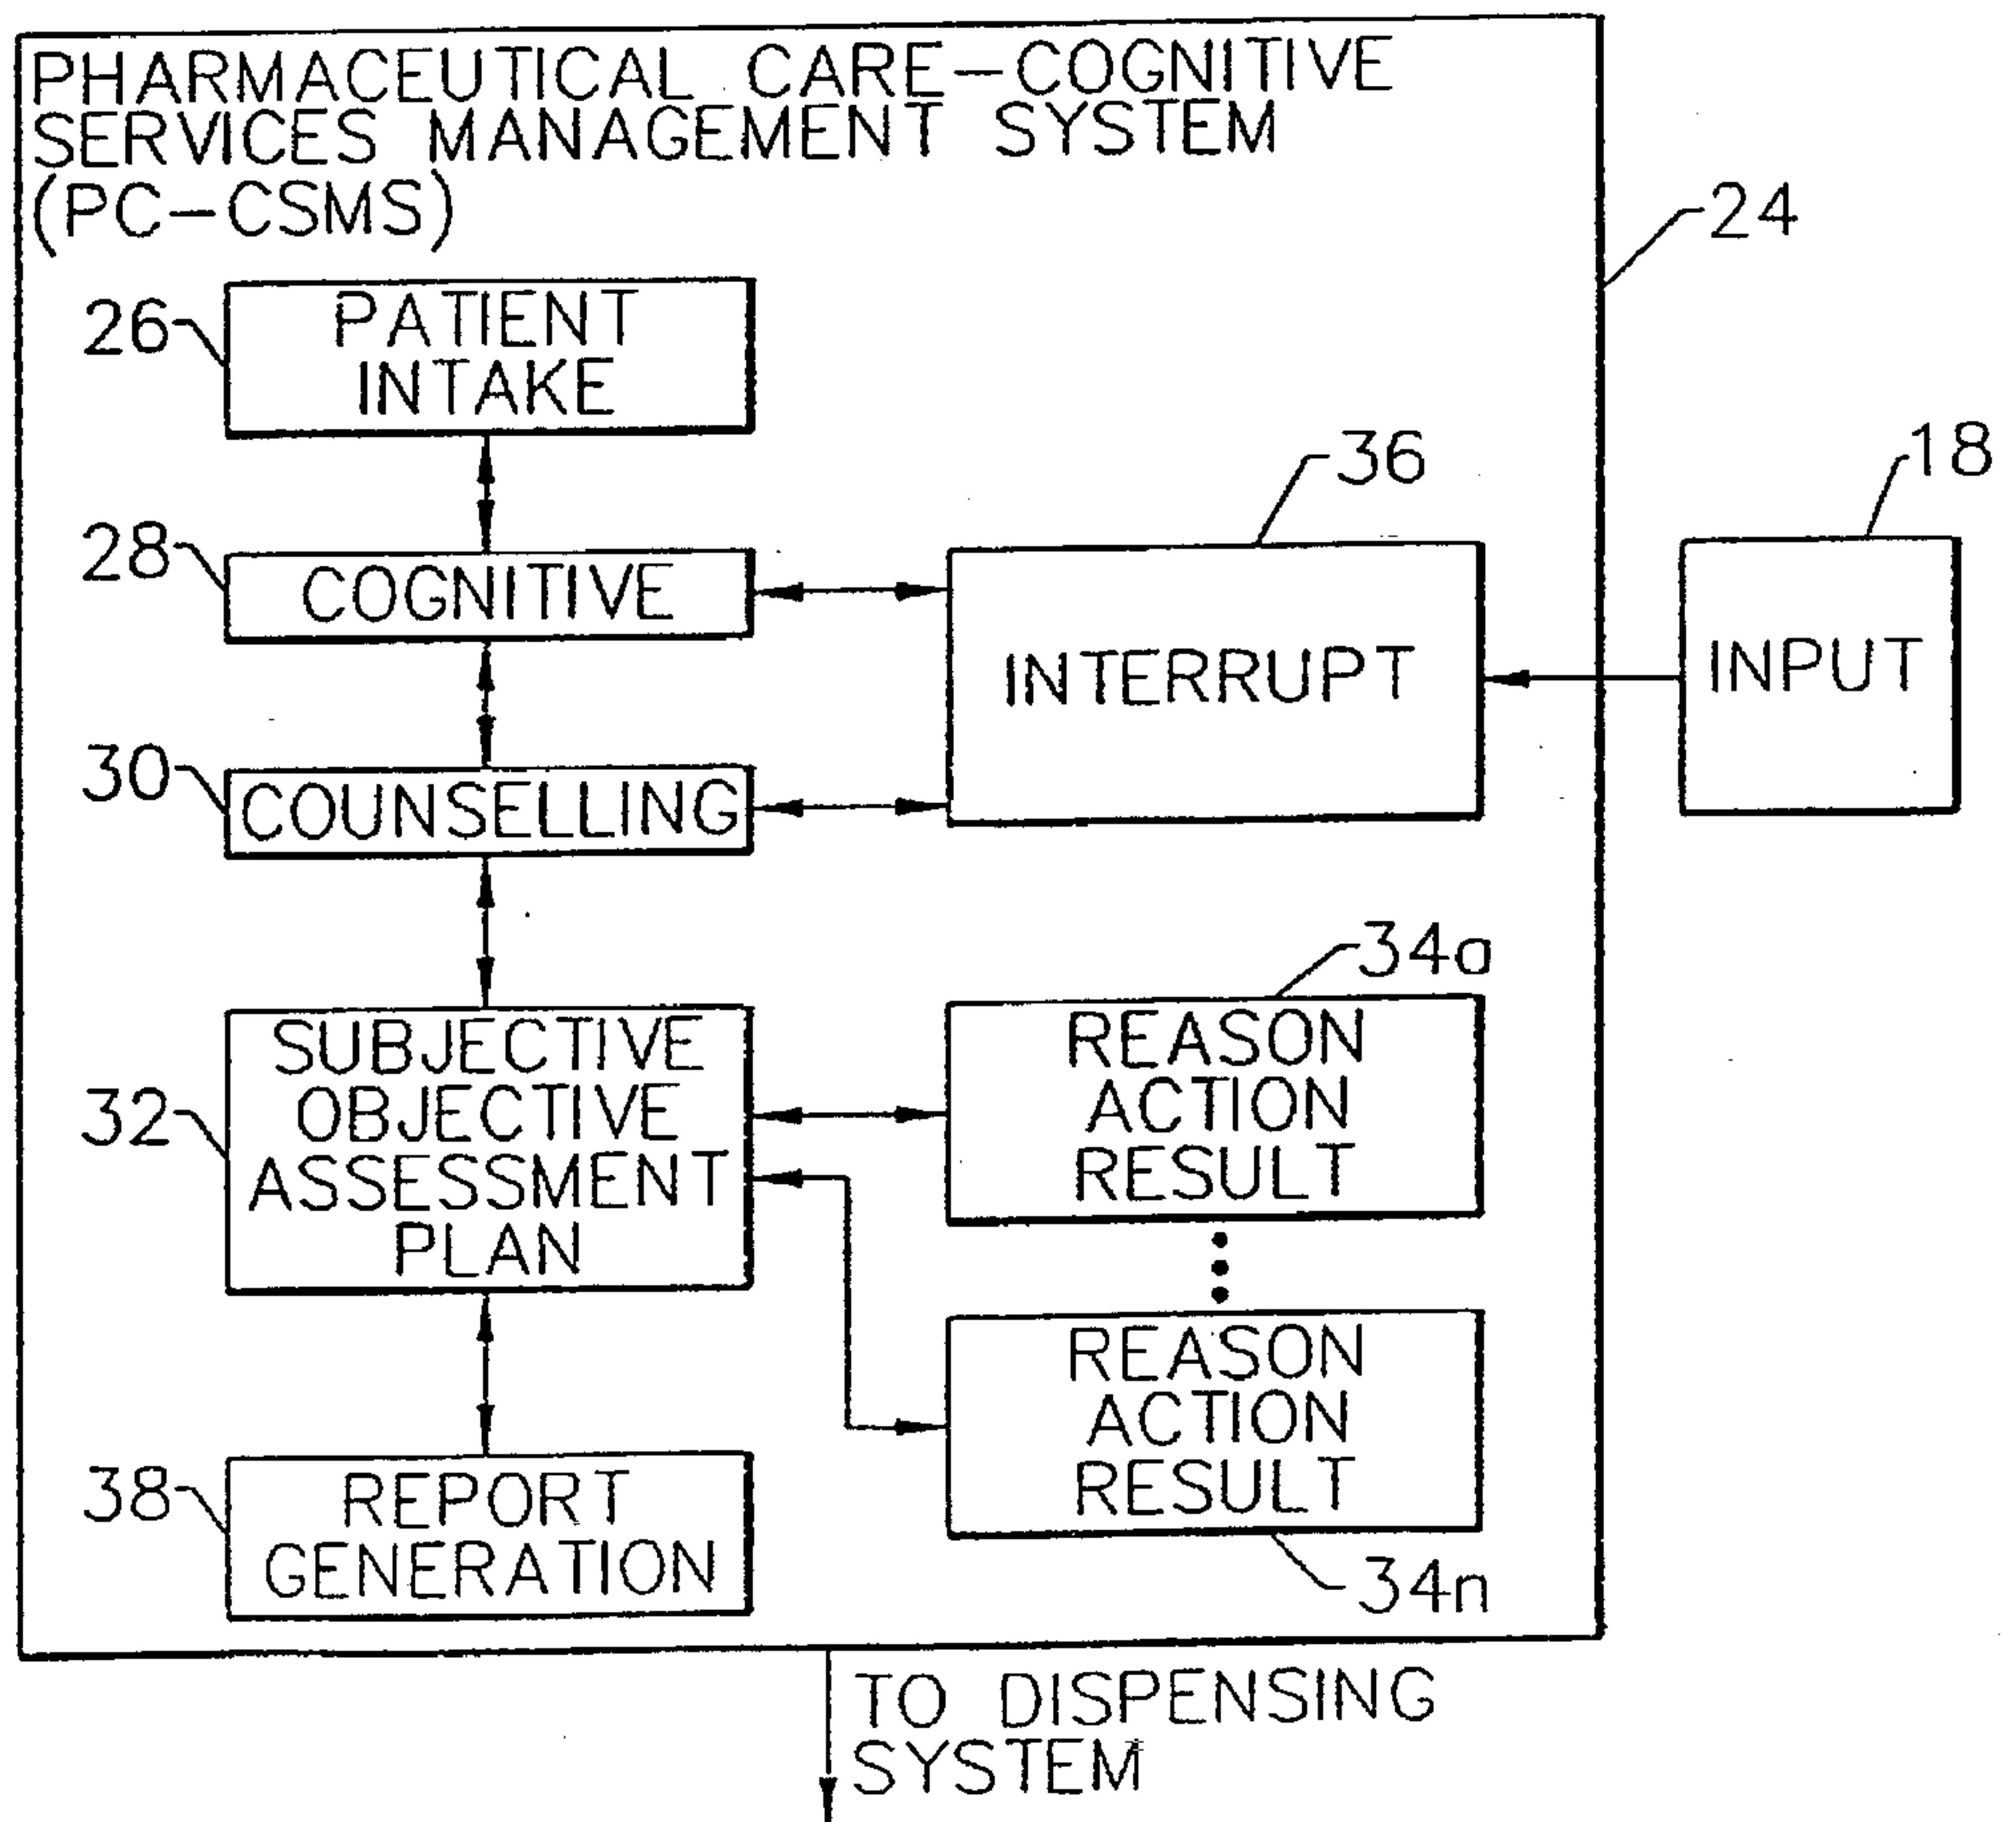 PHARMACEUTICAL CARE-COGNITIVE
SERVICES MANAGEMENT SYSTEM
(PC-CSMS)
24
26
PATIENT
INTAKE
36
18
28
COGNITIVE
INTERRUPT
INPUT
30
COUNSELLING
34a
32
SUBJECTIVE
OBJECTIVE
ASSESSMENT
PLAN
REASON
ACTION
RESULT
REASON
ACTION
RESULT
34n
38
REPORT
GENERATION
TO DISPENSING
SYSTEM